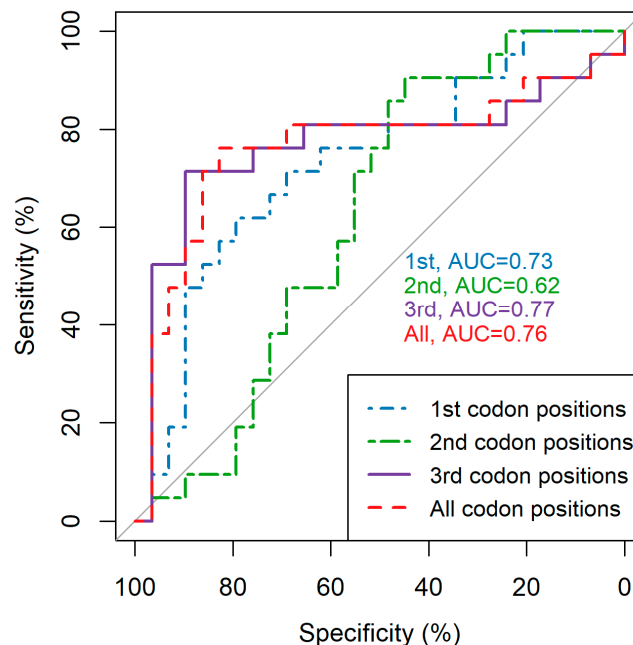 100
80
60
40
20
0
Sensitivity (%)
1st, AUC=0.73
2nd, AUC=0.62
3rd, AUC=0.77
All, AUC=0.76
1st codon positions
2nd codon positions
3rd codon positions
All codon positions
100 80 60 40 20 0
Specificity (%)